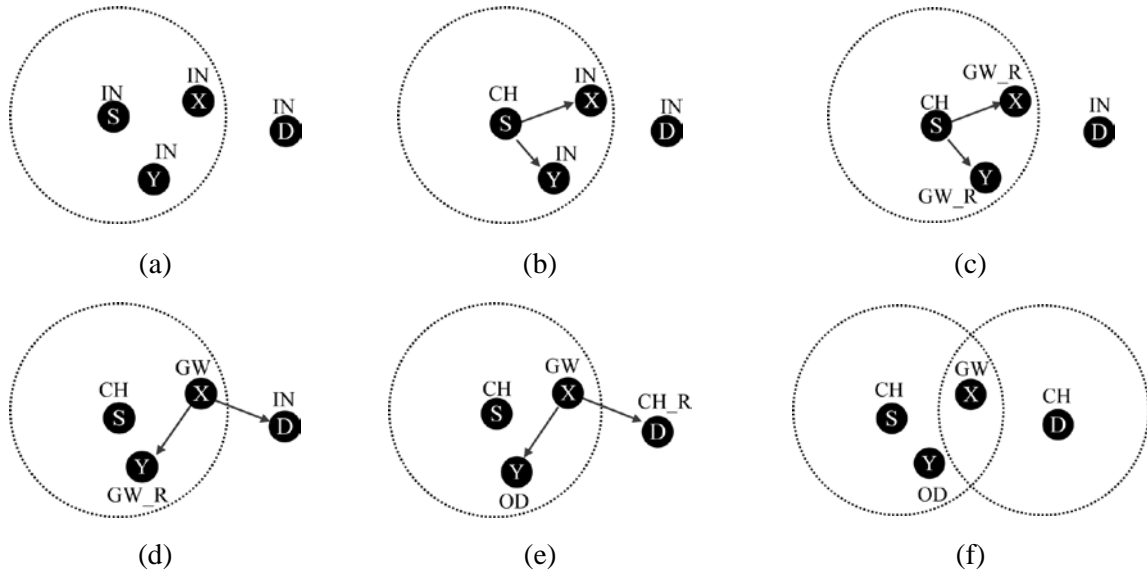 IN
S
IN
X
IN
D
IN
Y
(a)
CH
S
IN
X
IN
D
IN
Y
(b)
CH
S
GW_R
X
IN
D
Y
GW_R
(c)
CH
S
GW
X
IN
D
Y
GW_R
(d)
CH
S
GW
X
CH_R
D
Y
OD
(e)
CH
S
GW
X
CH
D
Y
OD
(f)